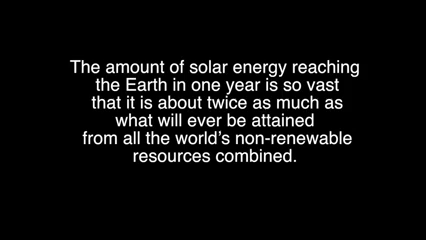 The amount of solar energy reaching
the Earth in one year is so vast
that it is about twice as much as
what will ever be attained
from all the world's non-renewable
resources combined.